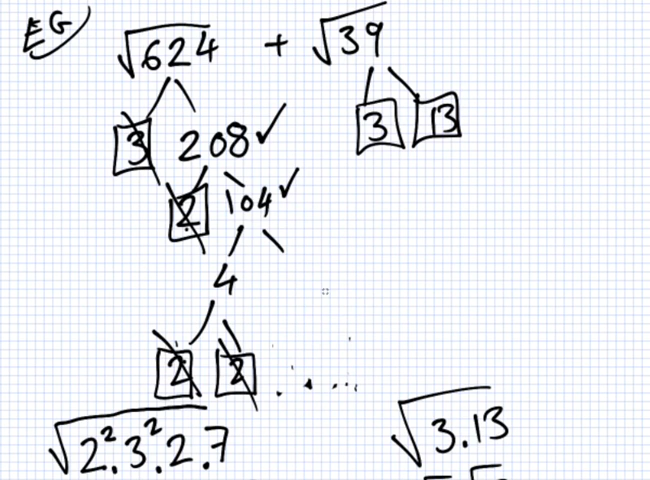 EG
√624 + √39
3 208✓ 3 13
2 104✓
4
2 2
√2².3².2.7 √3.13